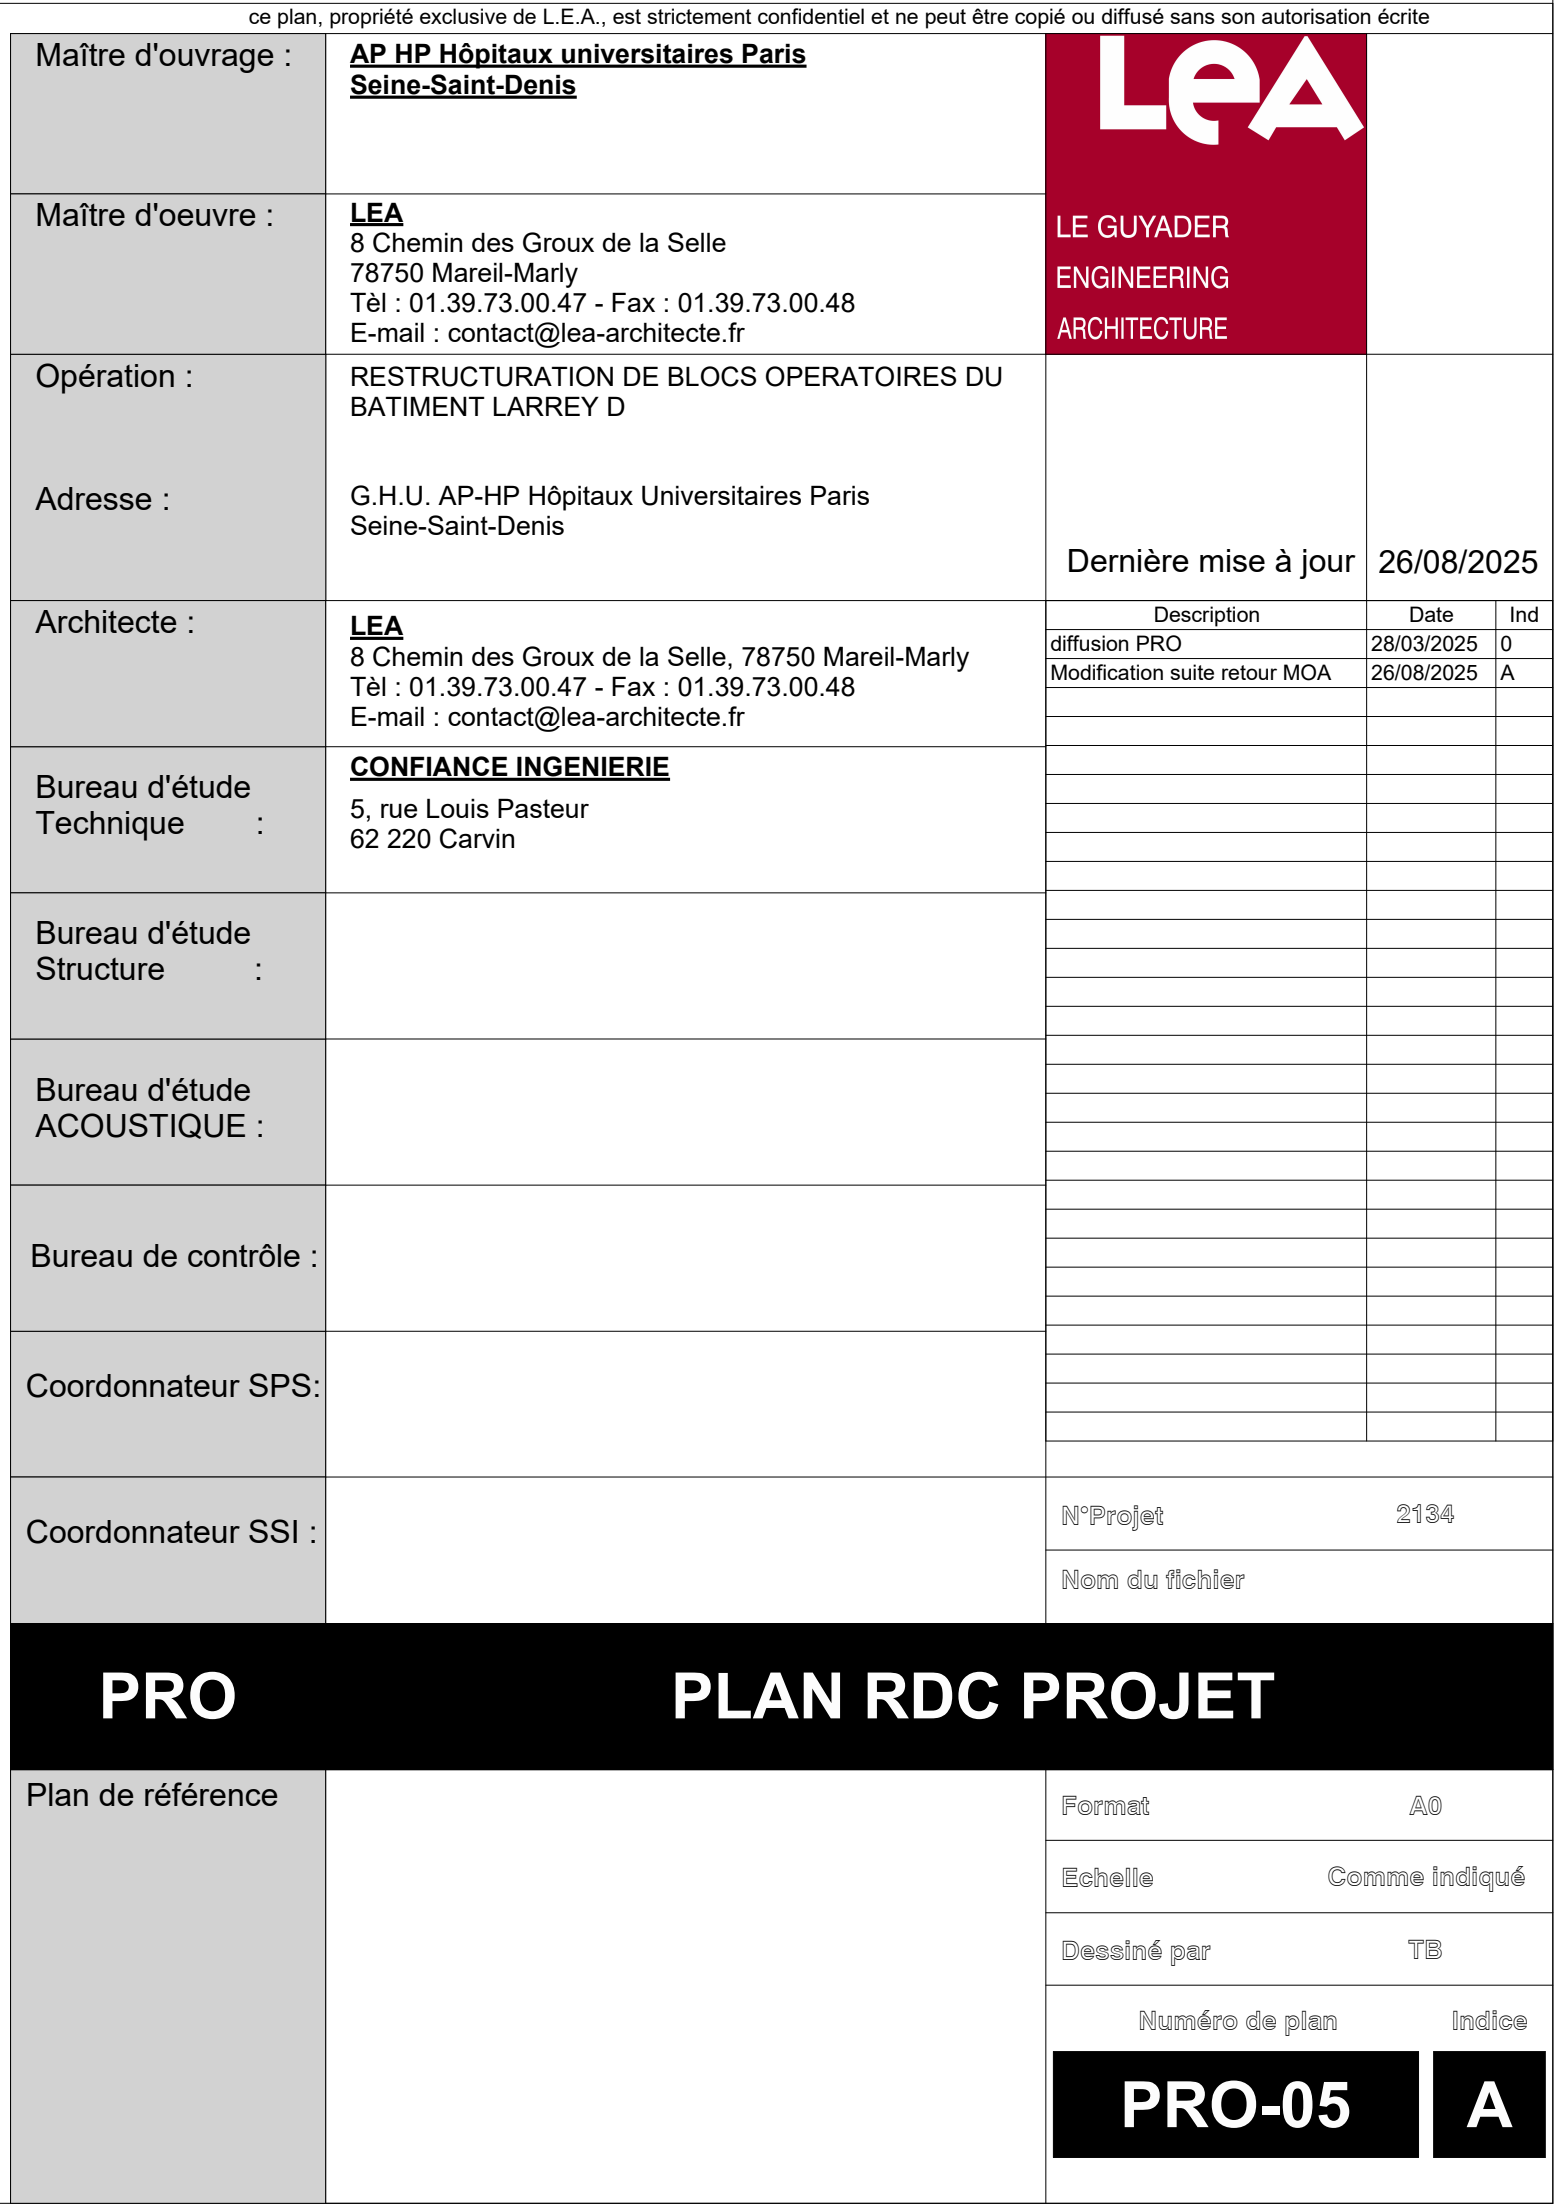 ce plan, propriété exclusive de L.E.A., est strictement confidentiel et ne peut être copié ou diffusé sans son autorisation écrite
Maître d'ouvrage :
AP HP Hôpitaux universitaires Paris
Seine-Saint-Denis
LeA
LE GUYADER
ENGINEERING
ARCHITECTURE
Maître d'oeuvre :
LEA
8 Chemin des Groux de la Selle
78750 Mareil-Marly
Tèl : 01.39.73.00.47 - Fax : 01.39.73.00.48
E-mail : contact@lea-architecte.fr
Opération :
RESTRUCTURATION DE BLOCS OPERATOIRES DU
BATIMENT LARREY D
Adresse :
G.H.U. AP-HP Hôpitaux Universitaires Paris
Seine-Saint-Denis
Dernière mise à jour 26/08/2025
Description Date Ind
diffusion PRO 28/03/2025 0
Modification suite retour MOA 26/08/2025 A
Architecte :
LEA
8 Chemin des Groux de la Selle, 78750 Mareil-Marly
Tèl : 01.39.73.00.47 - Fax : 01.39.73.00.48
E-mail : contact@lea-architecte.fr
Bureau d'étude
Technique :
CONFIANCE INGENIERIE
5, rue Louis Pasteur
62 220 Carvin
Bureau d'étude
Structure :
Bureau d'étude
ACOUSTIQUE :
Bureau de contrôle :
Coordonnateur SPS:
Coordonnateur SSI :
N°Projet 2134
Nom du fichier
PRO PLAN RDC PROJET
Plan de référence
Format A0
Echelle Comme indiqué
Dessiné par TB
Numéro de plan Indice
PRO-05 A